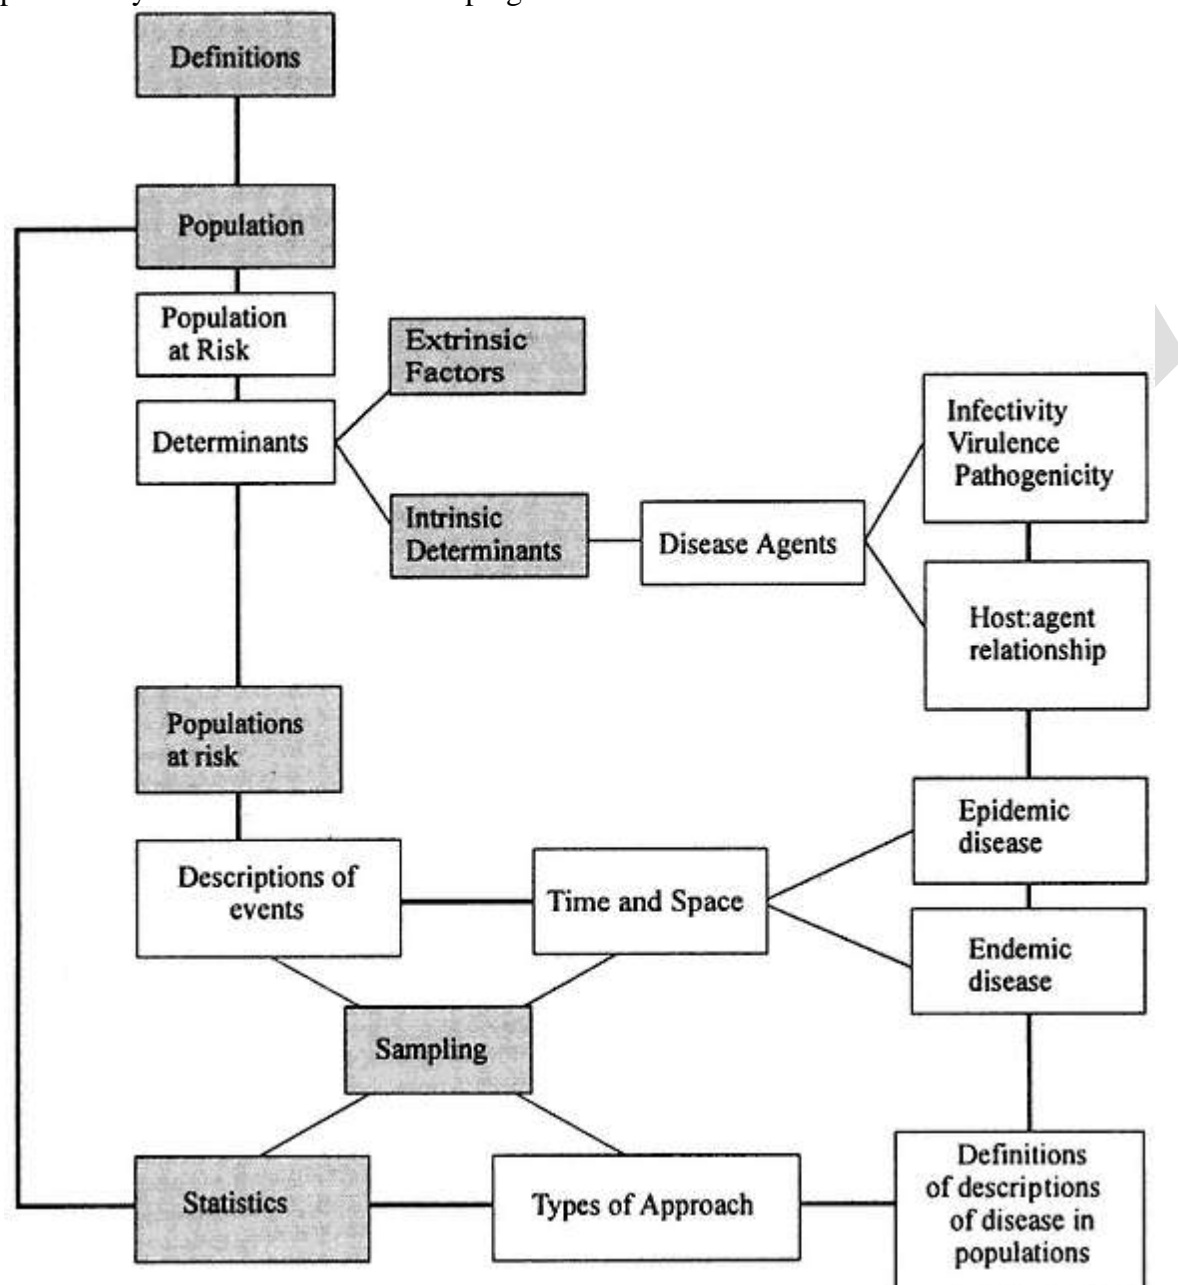 Definitions
Population
Population
at Risk
Extrinsic
Factors
Determinants
Infectivity
Virulence
Pathogenicity
Intrinsic
Determinants
Disease Agents
Host:agent
relationship
Populations
at risk
Epidemic
disease
Descriptions of
events
Time and Space
Endemic
disease
Sampling
Statistics
Types of Approach
Definitions
of descriptions
of disease in
populations